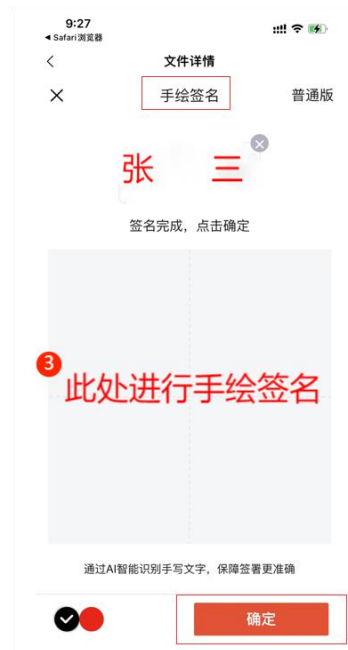 9:27
◀ Safari浏览器
文件详情
手绘签名 普通版
张 三
签名完成，点击确定
3
此处进行手绘签名
通过AI智能识别手写文字，保障签署更准确
确定